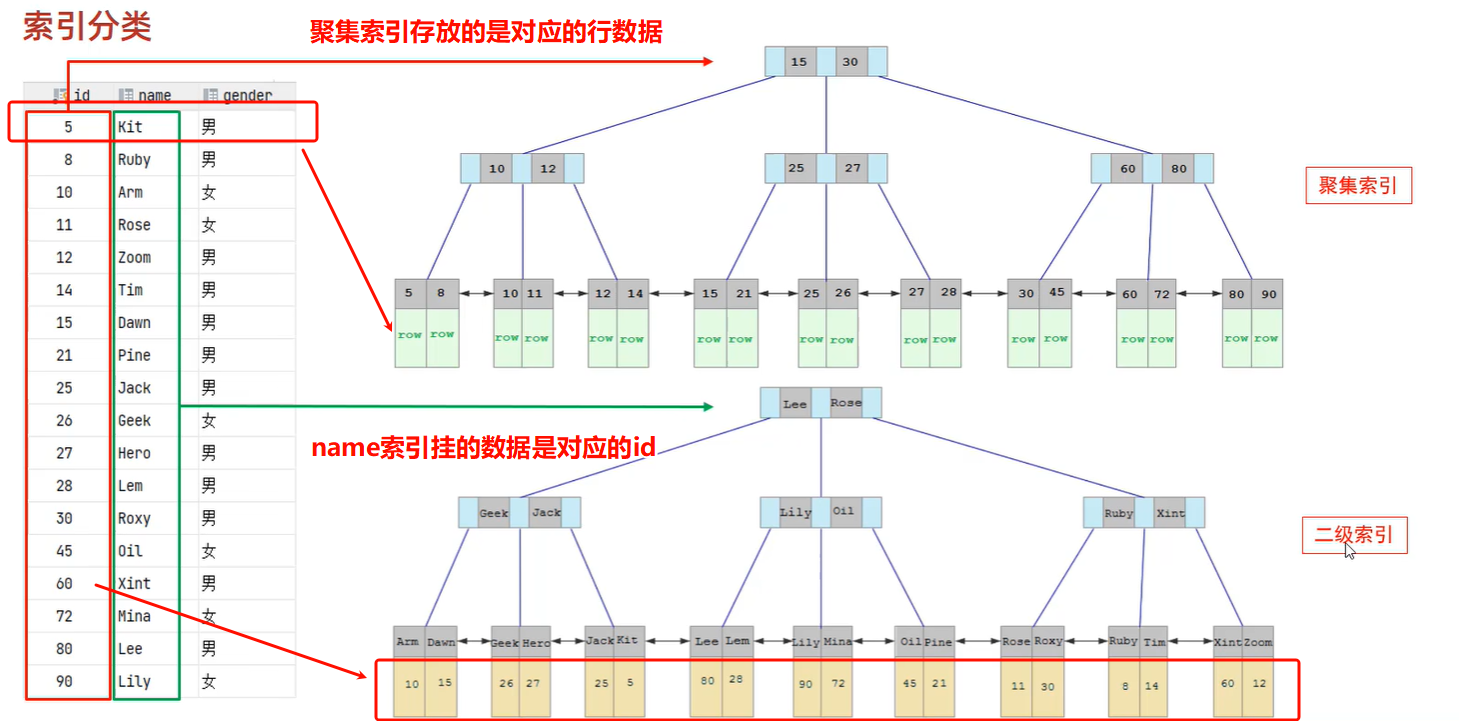 索引分类
聚集索引存放的是对应的行数据
id name gender
5 Kit 男
8 Ruby 男
10 Arm 女
11 Rose 女
12 Zoom 男
14 Tim 男
15 Dawn 男
21 Pine 男
25 Jack 男
26 Geek 女
27 Hero 男
28 Lem 男
30 Roxy 男
45 Oil 女
60 Xint 男
72 Mina 女
80 Lee 男
90 Lily 女
15 30
10 12 25 27 60 80
聚集索引
5 8 10 11 12 14 15 21 25 26 27 28 30 45 60 72 80 90
row row row row row row row row row row row row row row row row row row
Lee Rose
name索引挂的数据是对应的id
Geek Jack Lily Oil Ruby Xint
二级索引
Arm Dawn Geek Hero Jack Kit Lee Lem Lily Mina Oil Pine Rose Roxy Ruby Tim Xint Zoom
10 15 26 27 25 5 80 28 90 72 45 21 11 30 8 14 60 12